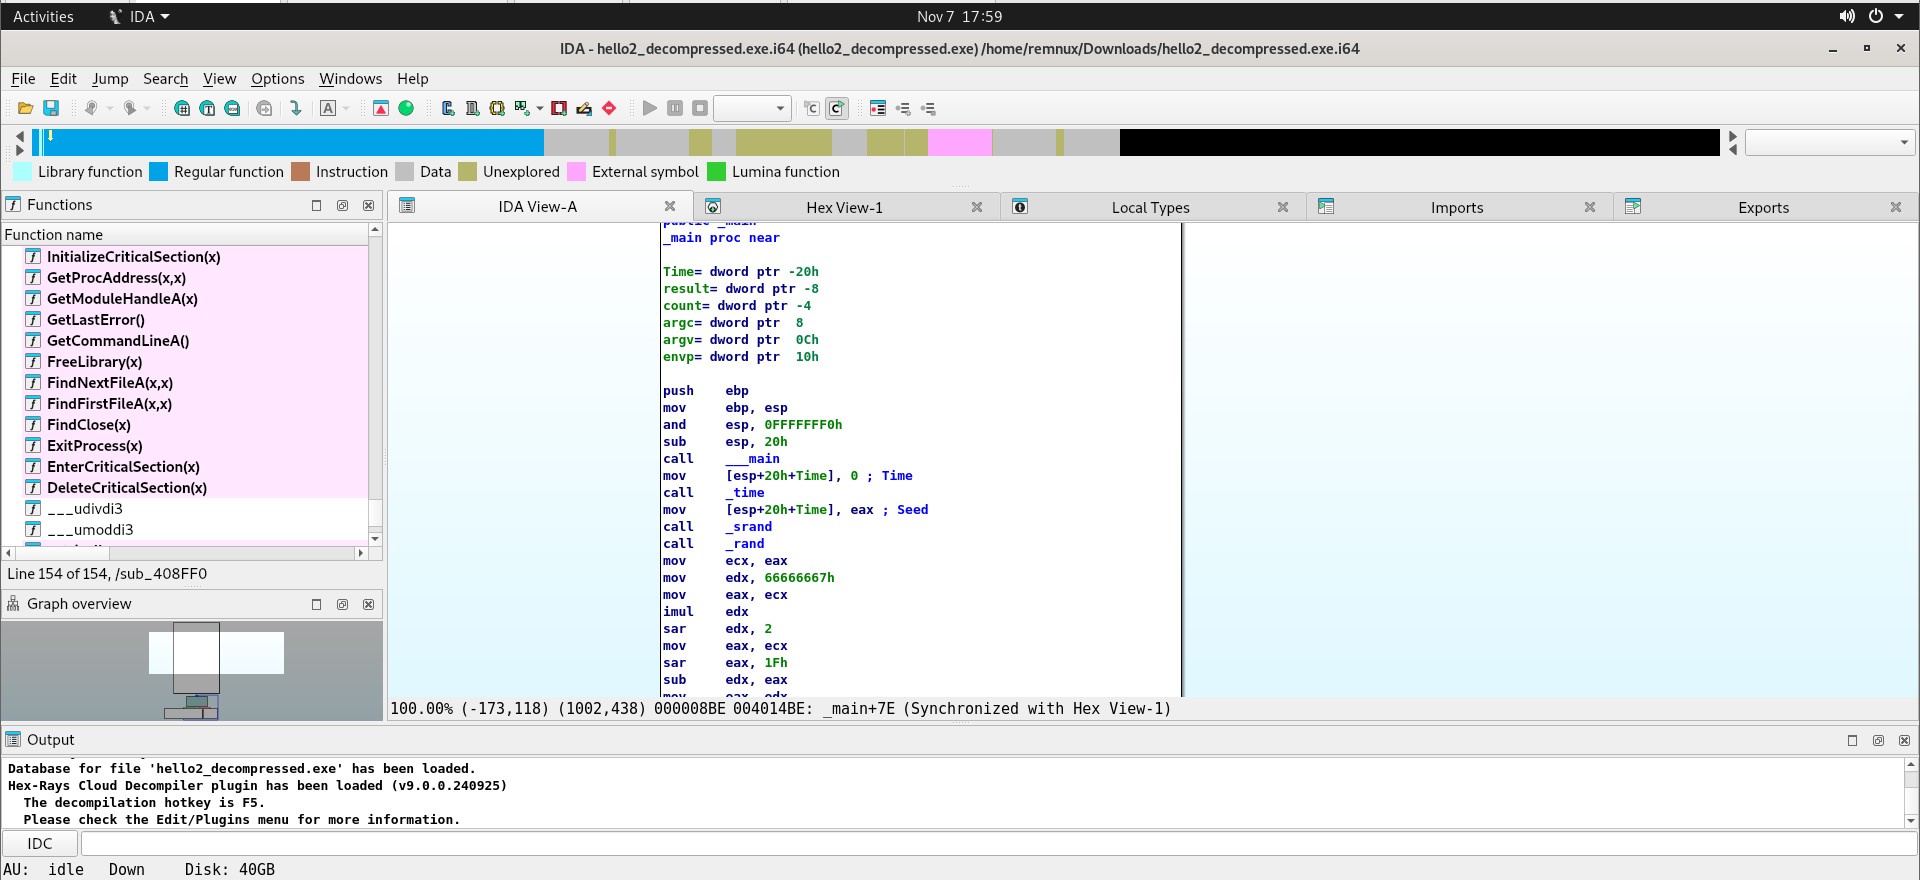 Activities IDA Nov 7 17:59
IDA - hello2_decompressed.exe.i64 (hello2_decompressed.exe) /home/remnux/Downloads/hello2_decompressed.exe.i64
File Edit Jump Search View Options Windows Help
Library function Regular function Instruction Data Unexplored External symbol Lumina function
Functions
Function name
InitializeCriticalSection(x)
GetProcAddress(x,x)
GetModuleHandleA(x)
GetLastError()
GetCommandLineA()
FreeLibrary(x)
FindNextFileA(x,x)
FindFirstFileA(x,x)
FindClose(x)
ExitProcess(x)
EnterCriticalSection(x)
DeleteCriticalSection(x)
___udivdi3
___umoddi3
Line 154 of 154, /sub_408FF0
Graph overview
IDA View-A Hex View-1 Local Types Imports Exports
public _main
_main proc near
Time= dword ptr -20h
result= dword ptr -8
count= dword ptr -4
argc= dword ptr  8
argv= dword ptr  0Ch
envp= dword ptr  10h
push    ebp
mov     ebp, esp
and     esp, 0FFFFFFF0h
sub     esp, 20h
call    ___main
mov     [esp+20h+Time], 0 ; Time
call    _time
mov     [esp+20h+Time], eax ; Seed
call    _srand
call    _rand
mov     ecx, eax
mov     edx, 66666667h
mov     eax, ecx
imul    edx
sar     edx, 2
mov     eax, ecx
sar     eax, 1Fh
sub     edx, eax
mov     eax, edx
100.00% (-173,118) (1002,438) 000008BE 004014BE: _main+7E (Synchronized with Hex View-1)
Output
Database for file 'hello2_decompressed.exe' has been loaded.
Hex-Rays Cloud Decompiler plugin has been loaded (v9.0.0.240925)
The decompilation hotkey is F5.
Please check the Edit/Plugins menu for more information.
IDC
AU: idle Down Disk: 40GB